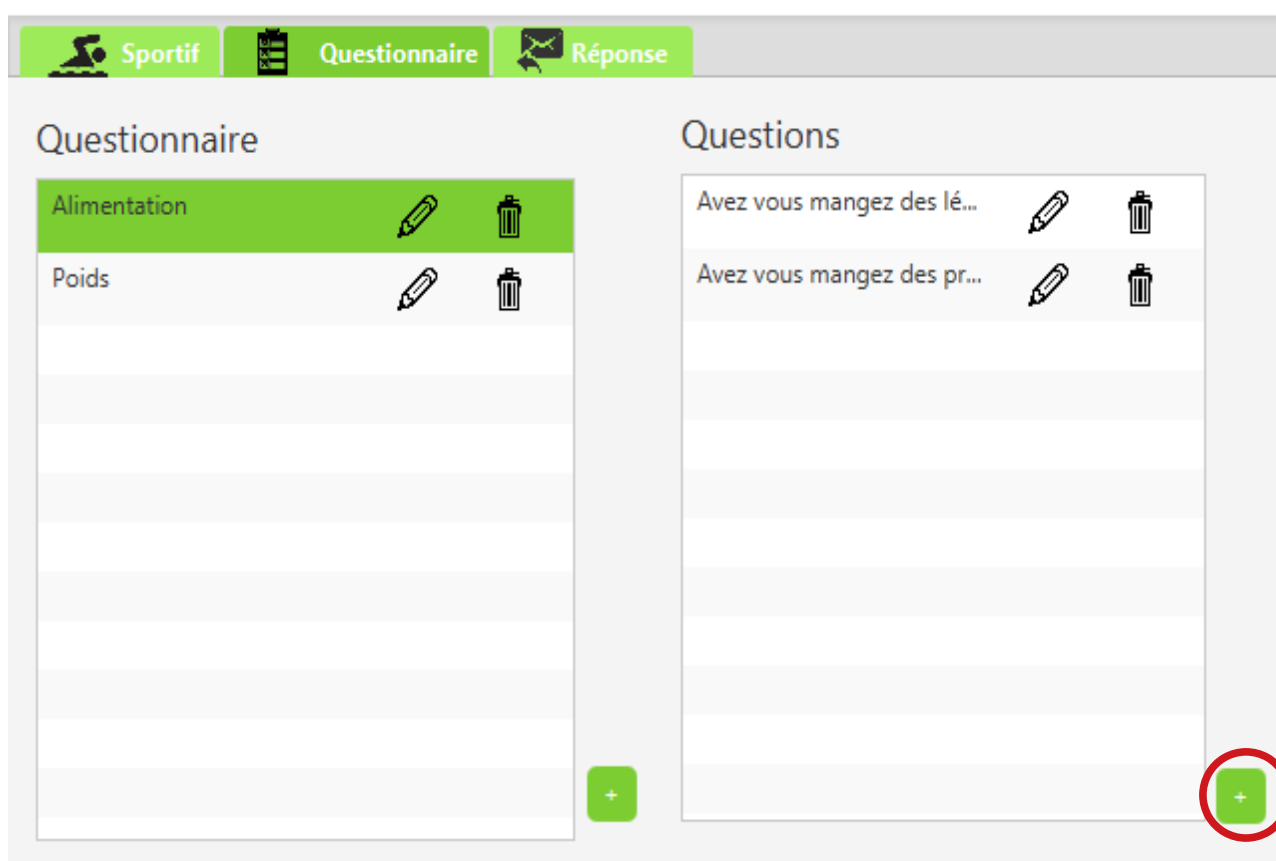 Sportif
Questionnaire
Réponse
Questionnaire
Alimentation
Poids
+
Questions
Avez vous mangez des lé...
Avez vous mangez des pr...
+